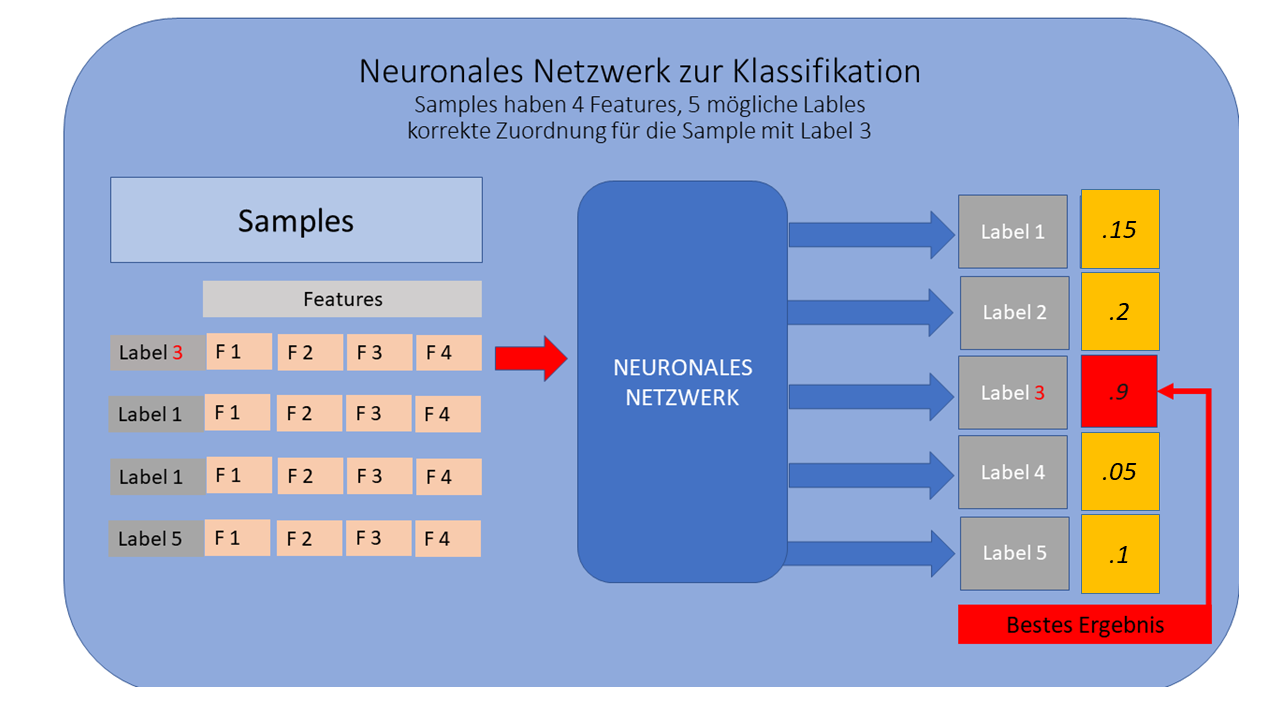 Neuronales Netzwerk zur Klassifikation
Samples haben 4 Features, 5 mögliche Lables
korrekte Zuordnung für die Sample mit Label 3
Samples
Features
Label 3 F 1 F 2 F 3 F 4
Label 1 F 1 F 2 F 3 F 4
Label 1 F 1 F 2 F 3 F 4
Label 5 F 1 F 2 F 3 F 4
NEURONALES
NETZWERK
Label 1 .15
Label 2 .2
Label 3 .9
Label 4 .05
Label 5 .1
Bestes Ergebnis